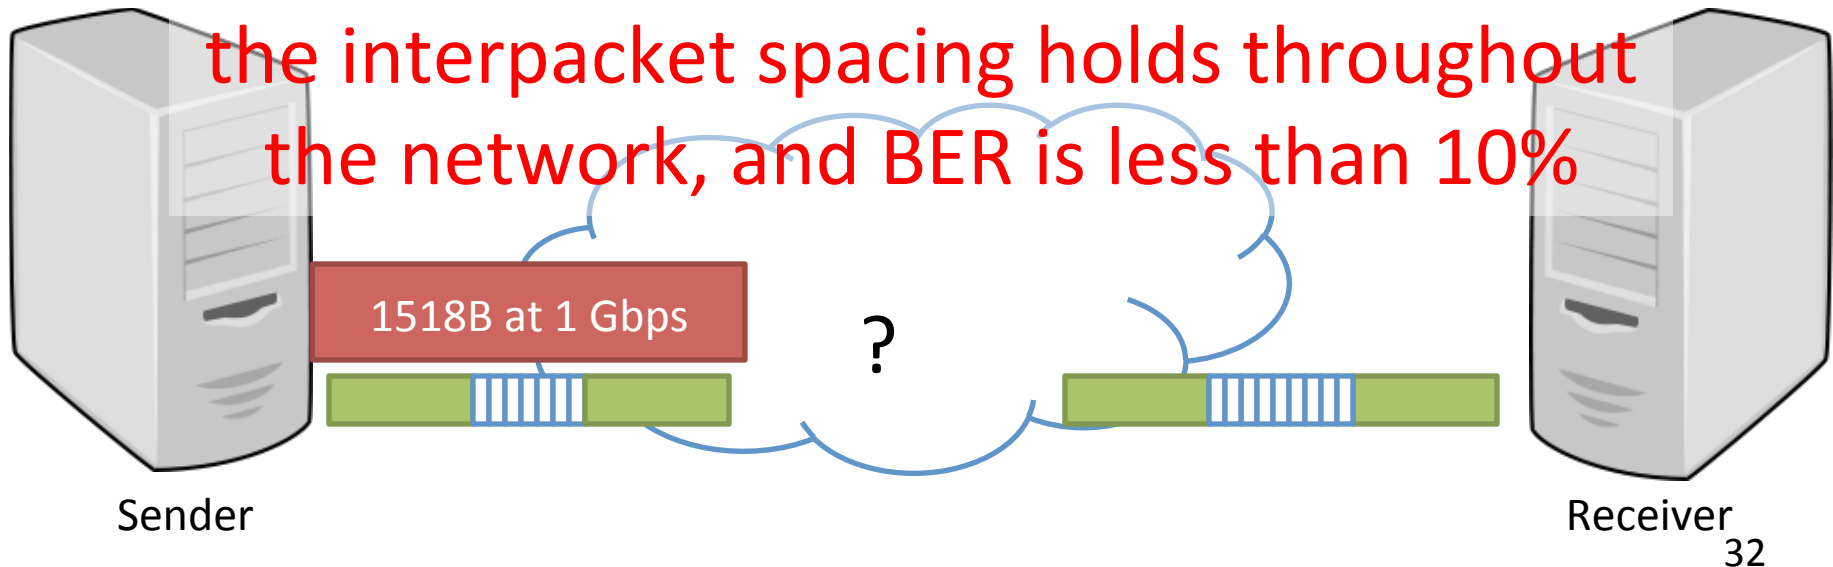 the interpacket spacing holds throughout
the network, and BER is less than 10%
1518B at 1 Gbps
?
Sender
Receiver
32